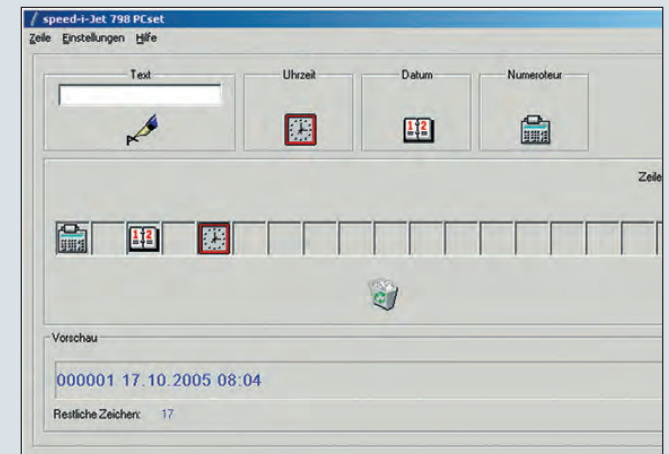 speed-i-Jet 798 PCset
Zeile Einstellungen Hilfe
Text Uhrzeit Datum Numeroteur
Zeile
Vorschau
000001 17.10.2005 08:04
Restliche Zeichen: 17